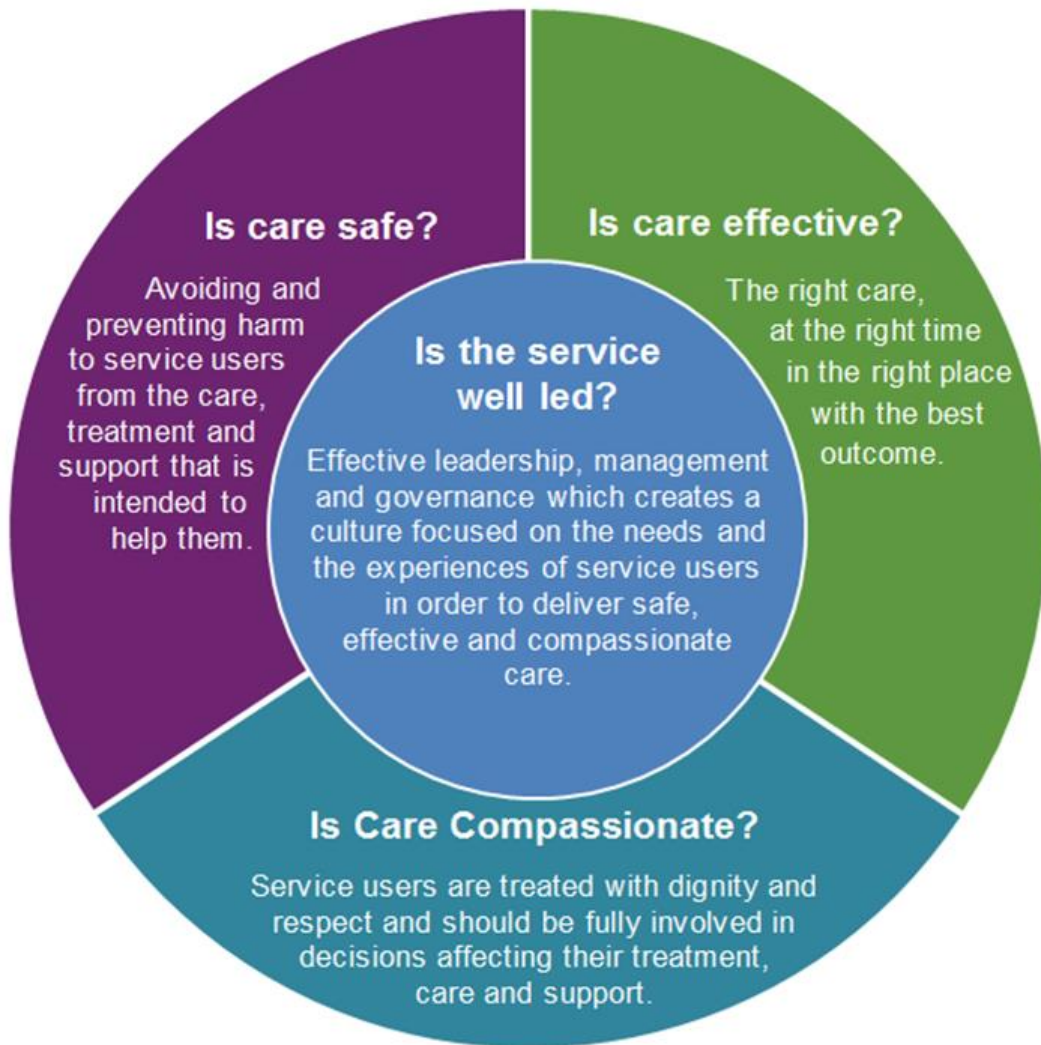 Is care safe?
Avoiding and
preventing harm
to service users
from the care,
treatment and
support that is
intended to
help them.
Is care effective?
The right care,
at the right time
in the right place
with the best
outcome.
Is the service
well led?
Effective leadership, management
and governance which creates a
culture focused on the needs and
the experiences of service users
in order to deliver safe,
effective and compassionate
care.
Is Care Compassionate?
Service users are treated with dignity and
respect and should be fully involved in
decisions affecting their treatment,
care and support.